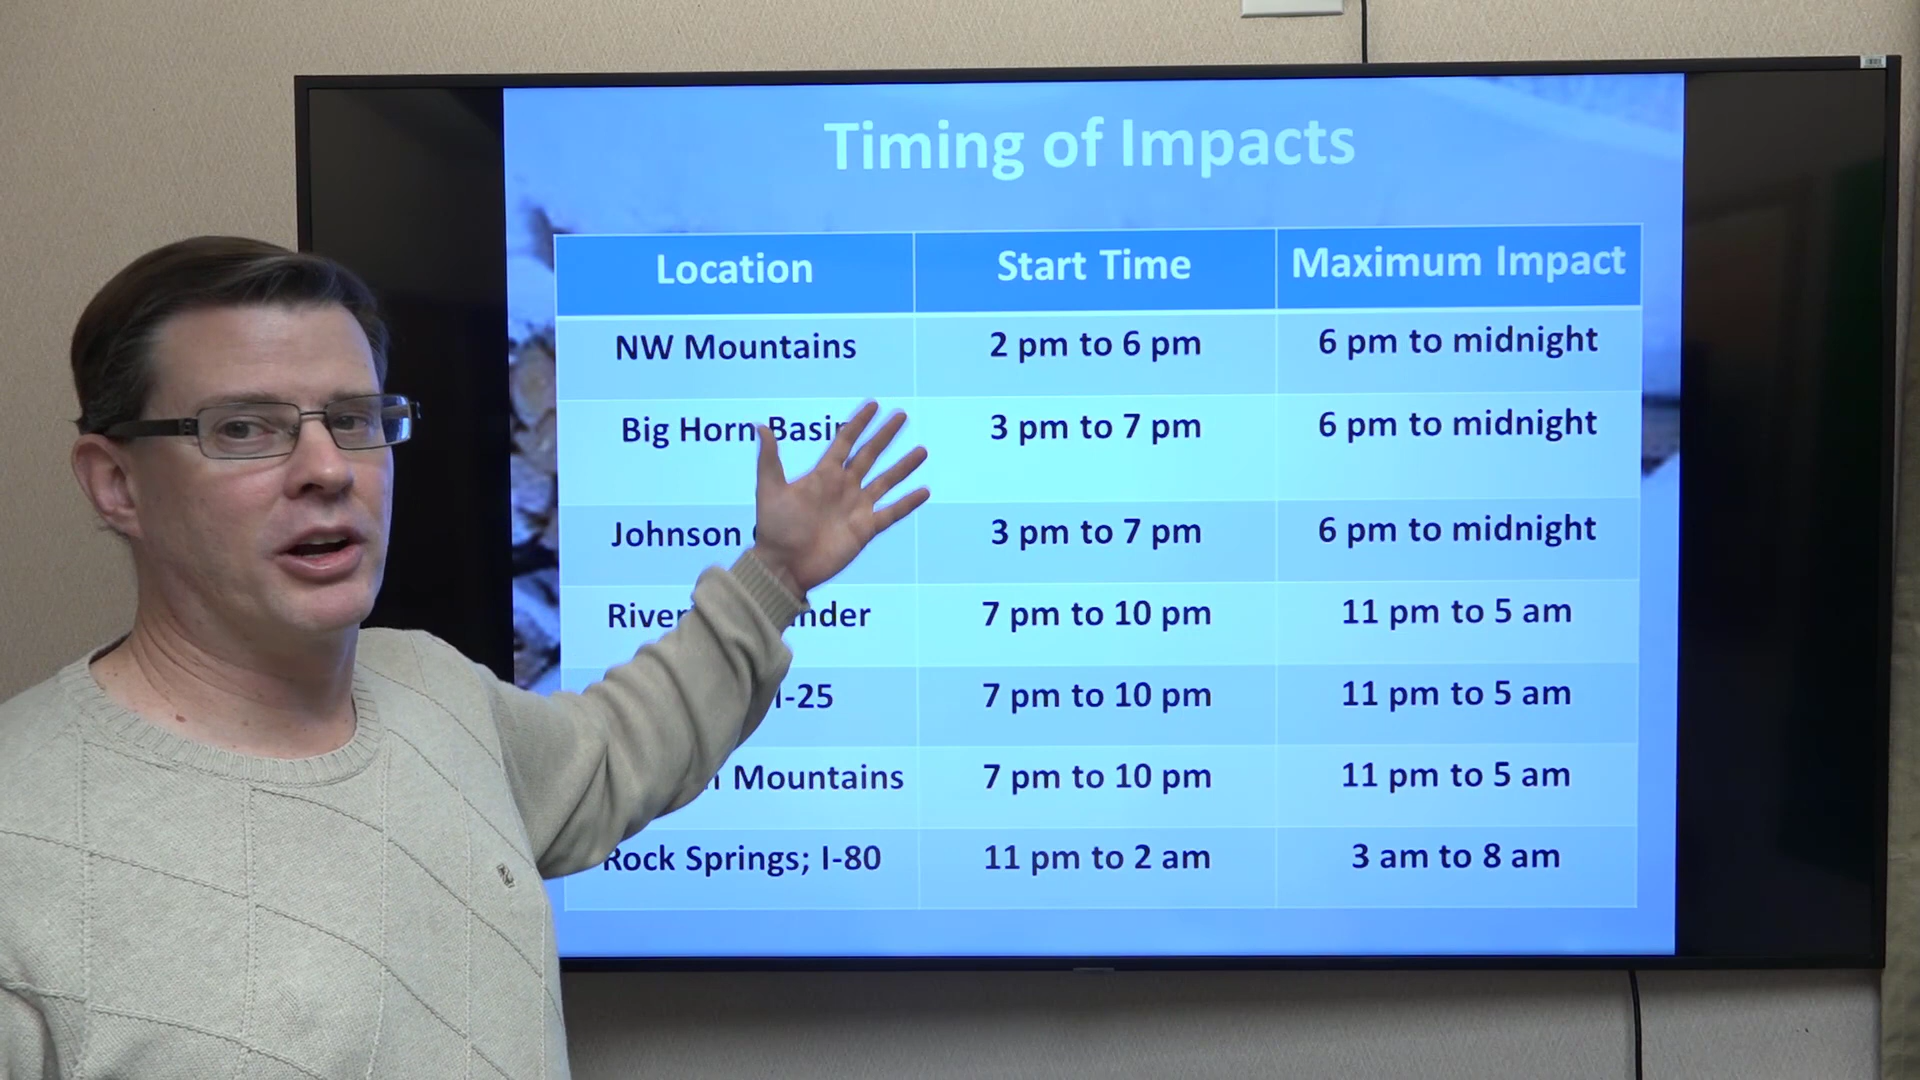 Timing of Impacts
Location Start Time Maximum Impact
NW Mountains 2 pm to 6 pm 6 pm to midnight
Big Horn 3 pm to 7 pm 6 pm to midnight
Johnson 3 pm to 7 pm 6 pm to midnight
7 pm to 10 pm 11 pm to 5 am
I-25 7 pm to 10 pm 11 pm to 5 am
Mountains 7 pm to 10 pm 11 pm to 5 am
Rock Springs; I-80 11 pm to 2 am 3 am to 8 am